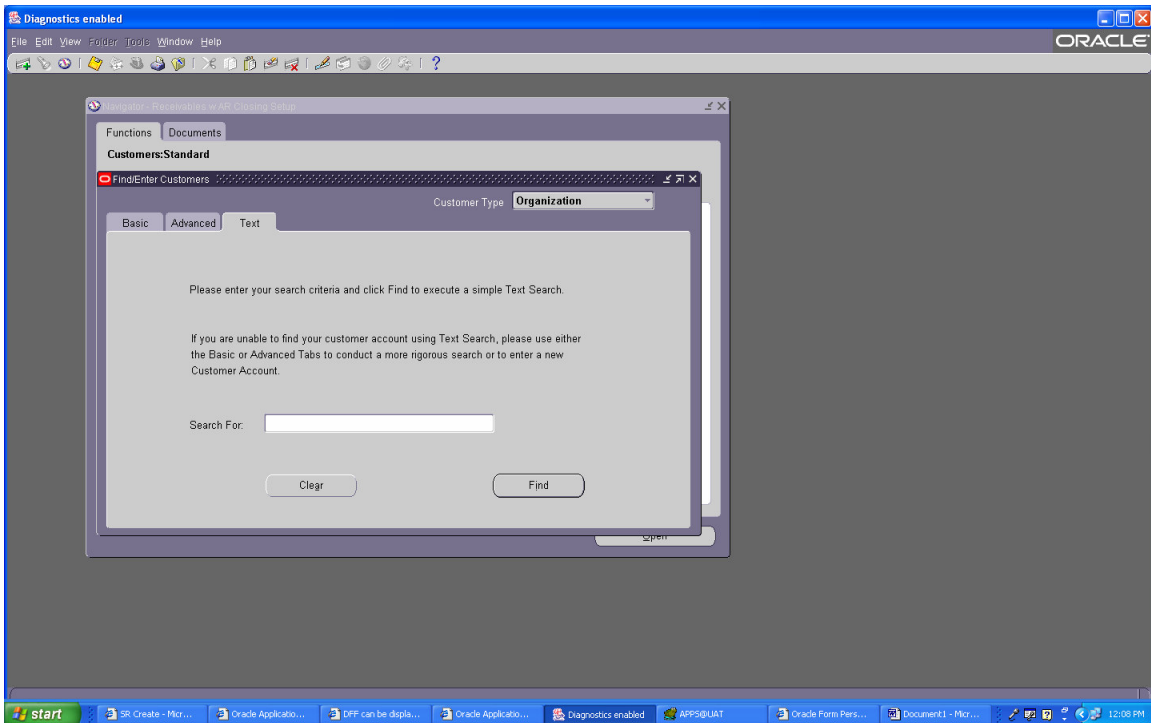 Diagnostics enabled
File Edit View Folder Tools Window Help
ORACLE
?
Navigator - Receivables w AR Closing Setup
Functions Documents
Customers:Standard
Find/Enter Customers
Customer Type Organization
Basic Advanced Text
Please enter your search criteria and click Find to execute a simple Text Search.
If you are unable to find your customer account using Text Search, please use either
the Basic or Advanced Tabs to conduct a more rigorous search or to enter a new
Customer Account.
Search For:
Clear Find
Open
start SR Create - Micr... Oracle Applicatio... DFF can be displa... Oracle Applicatio... Diagnostics enabled APPS@UAT Oracle Form Pers... Document1 - Micr... 12:08 PM